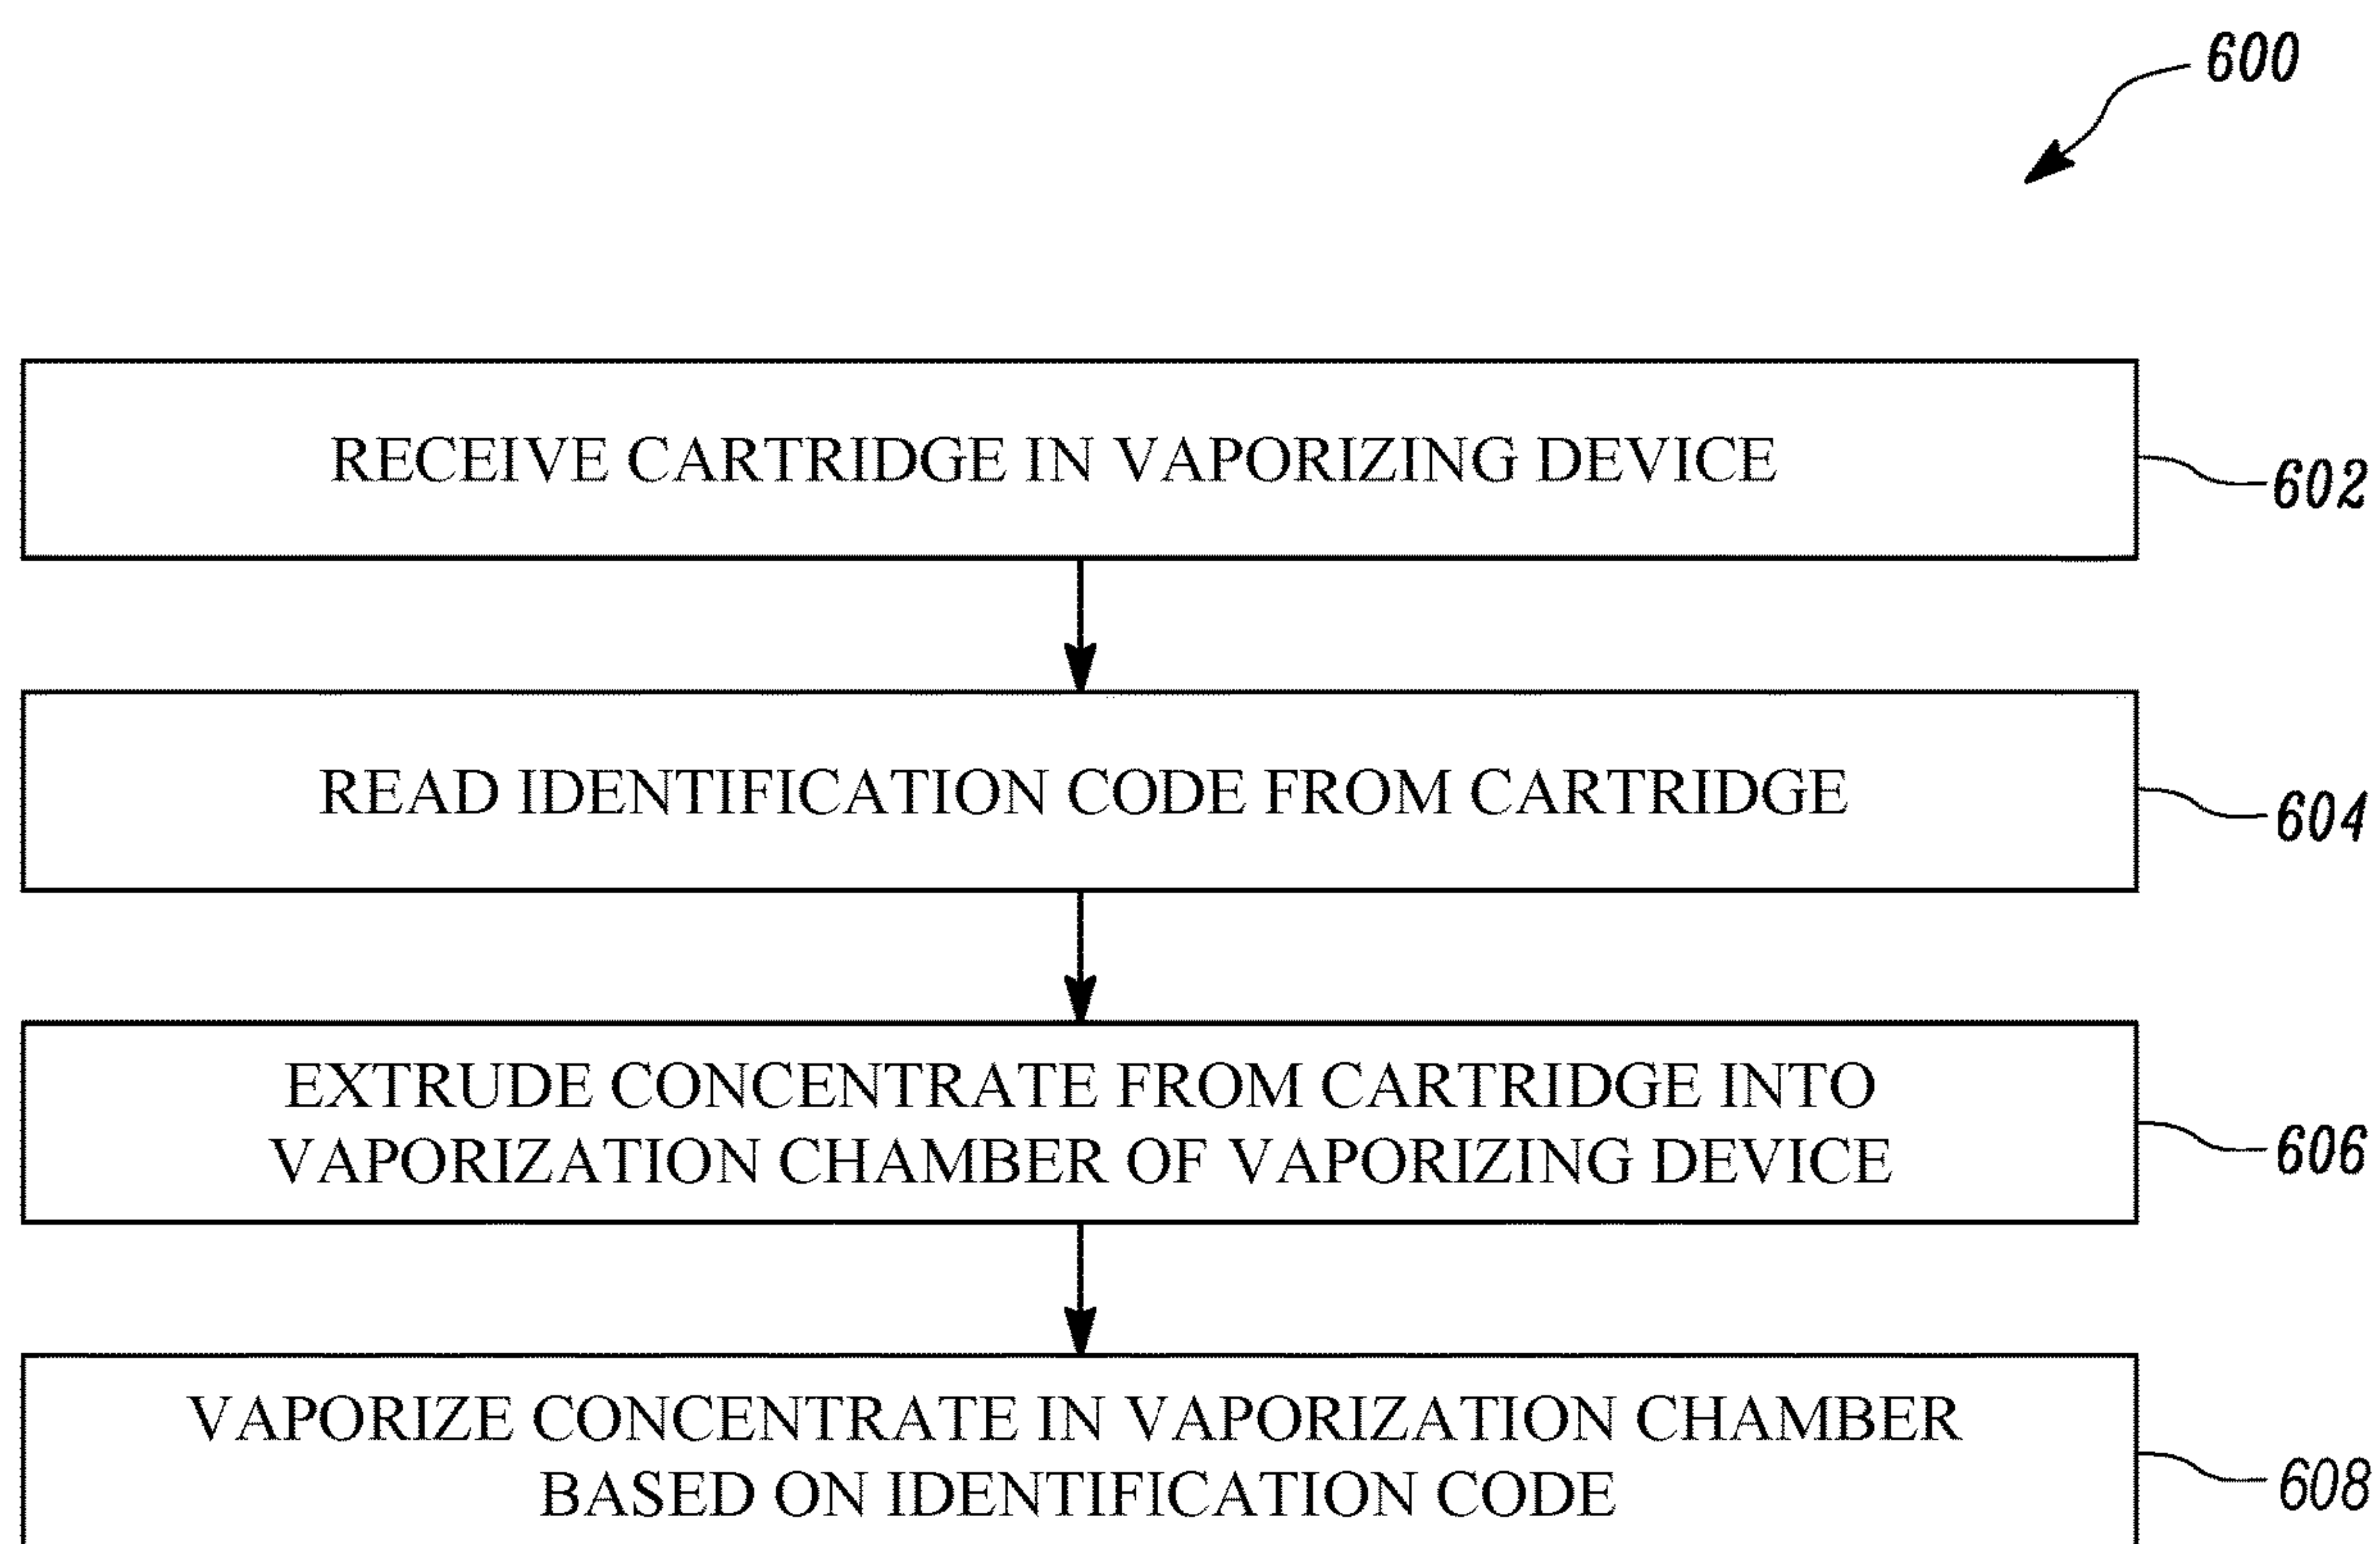 600
RECEIVE CARTRIDGE IN VAPORIZING DEVICE
602
READ IDENTIFICATION CODE FROM CARTRIDGE
604
EXTRUDE CONCENTRATE FROM CARTRIDGE INTO
VAPORIZATION CHAMBER OF VAPORIZING DEVICE
606
VAPORIZE CONCENTRATE IN VAPORIZATION CHAMBER
BASED ON IDENTIFICATION CODE
608